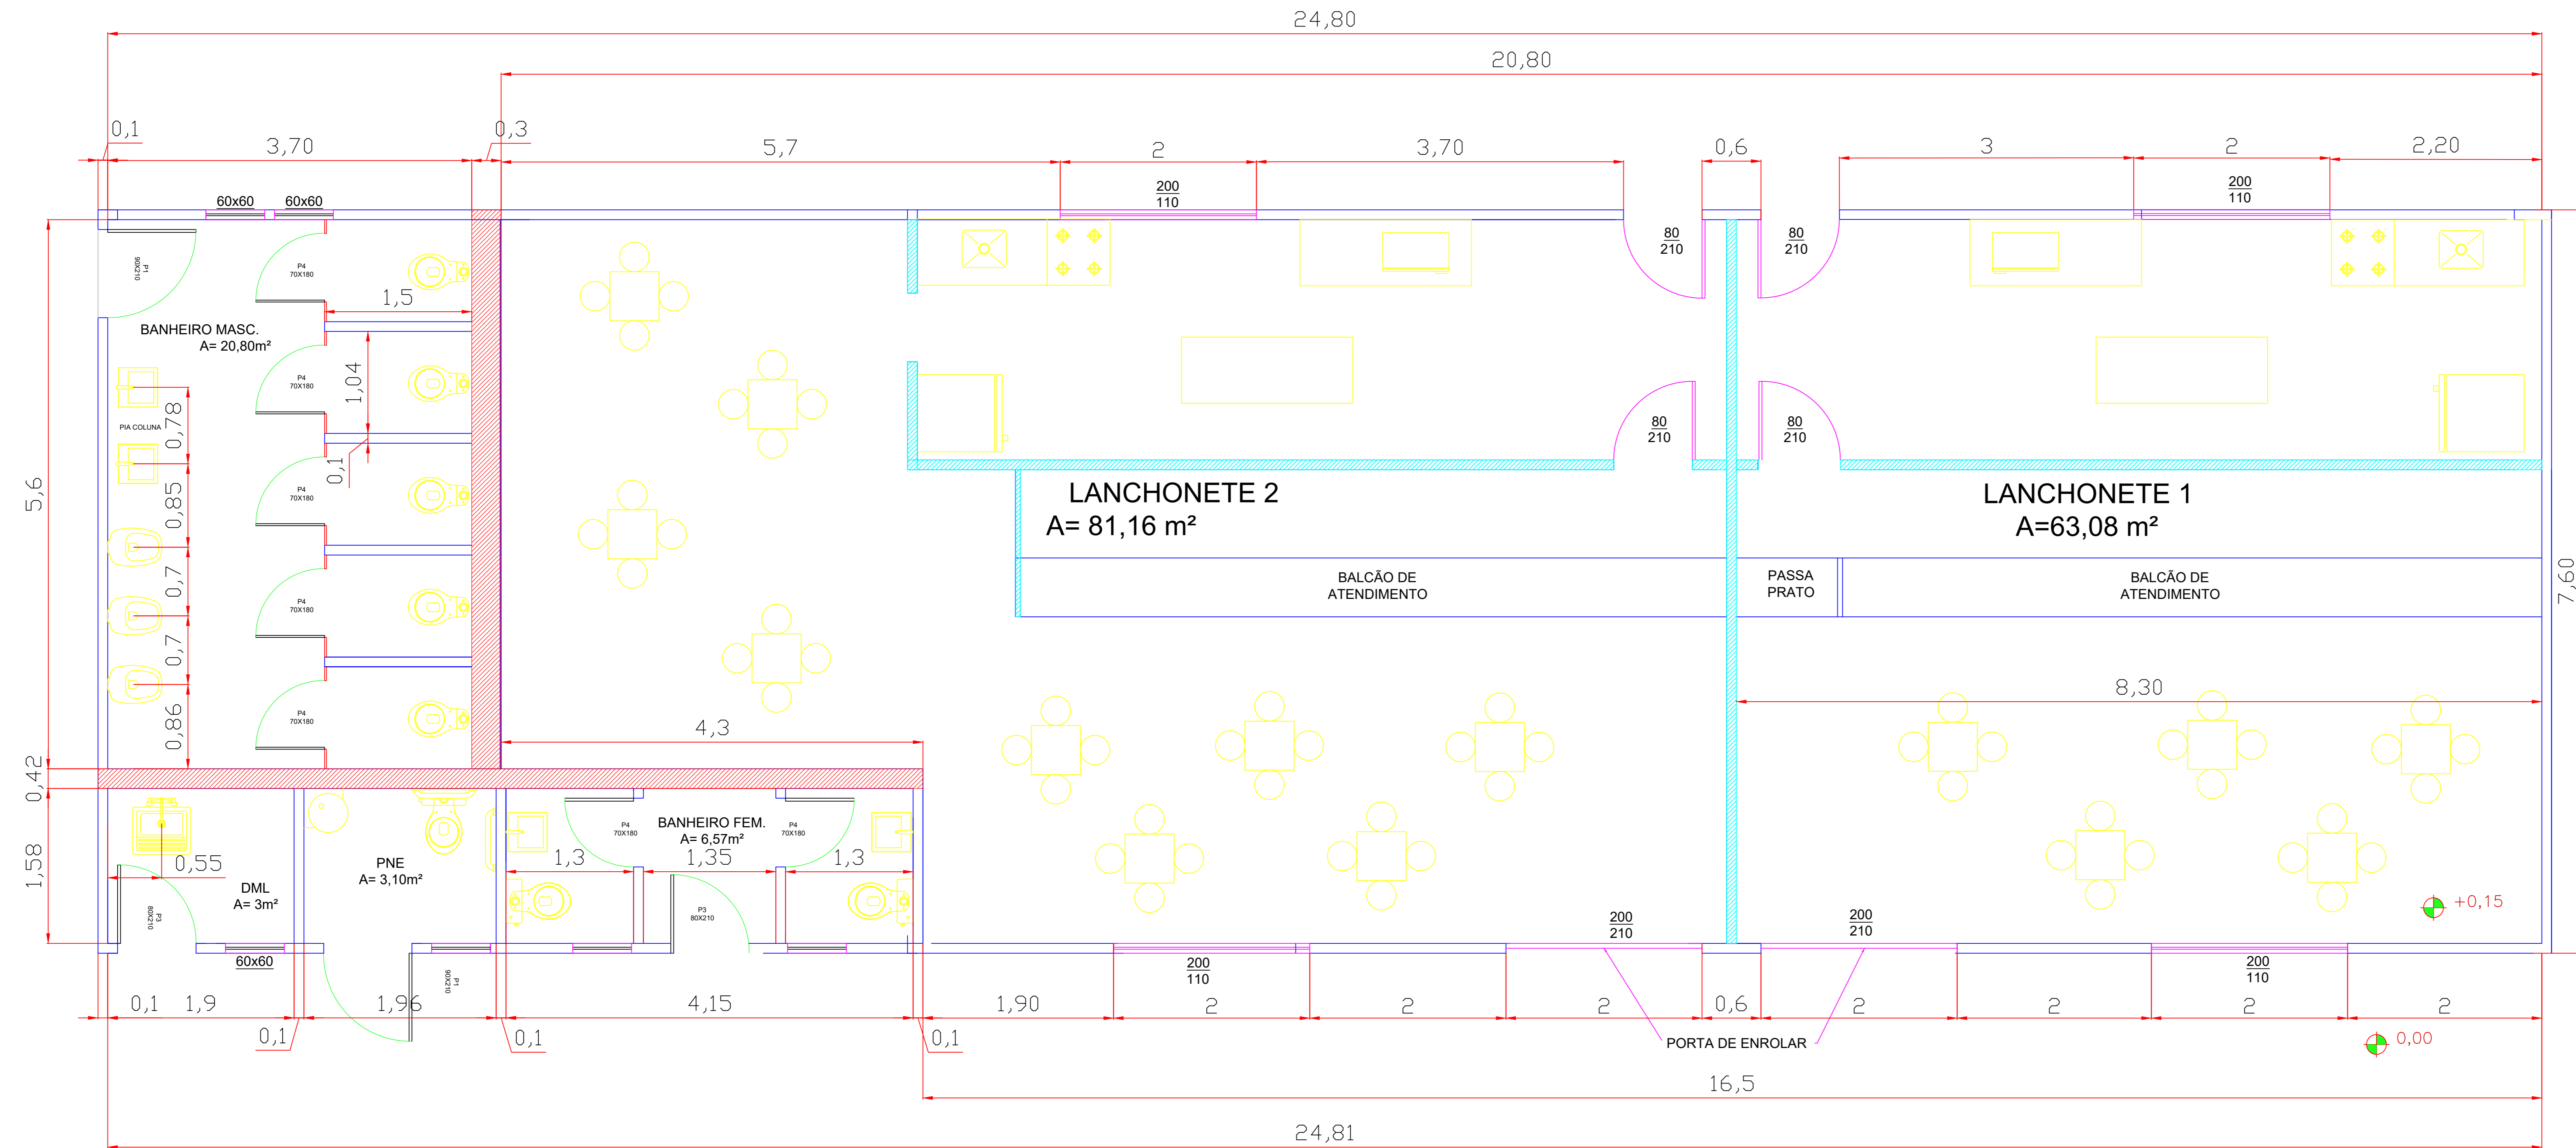 24,80
20,80
0,1
3,70
0,3
5,7
2
3,70
0,6
3
2
2,20
60x60
60x60
200
110
200
110
80
210
80
210
P1
90X210
P4
70X180
1,5
BANHEIRO MASC.
A= 20,80m²
P4
70X180
1,04
0,78
PIA COLUNA
80
210
80
210
0,1
5,6
0,85
P4
70X180
LANCHONETE 2
A= 81,16 m²
LANCHONETE 1
A=63,08 m²
7,60
0,7
P4
70X180
BALCÃO DE
ATENDIMENTO
PASSA
PRATO
BALCÃO DE
ATENDIMENTO
0,7
8,30
0,86
P4
70X180
4,3
0,42
1,58
0,55
P3
80X210
DML
A= 3m²
PNE
A= 3,10m²
P4
70X180
BANHEIRO FEM.
A= 6,57m²
P4
70X180
1,3
1,35
1,3
P3
80X210
+0,15
60x60
P1
90X210
200
110
200
210
200
210
200
110
0,1
1,9
0,1
1,96
0,1
4,15
0,1
1,90
2
2
2
0,6
2
2
2
2
PORTA DE ENROLAR
0,00
16,5
24,81